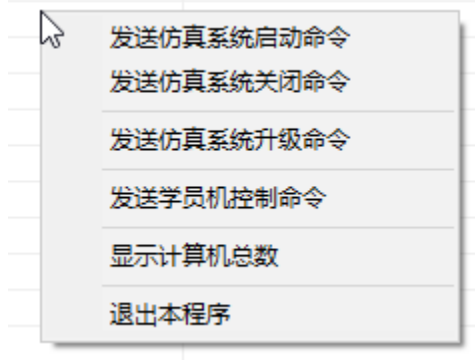 发送仿真系统启动命令
发送仿真系统关闭命令
发送仿真系统升级命令
发送学员机控制命令
显示计算机总数
退出本程序